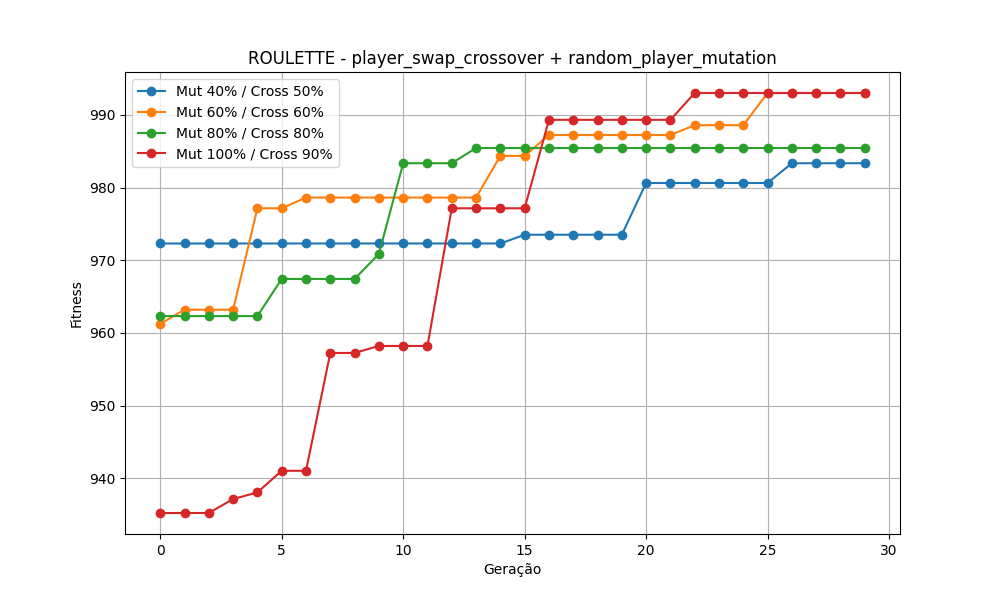 ROULETTE - player_swap_crossover + random_player_mutation
Mut 40% / Cross 50%
Mut 60% / Cross 60%
Mut 80% / Cross 80%
Mut 100% / Cross 90%
Fitness
990
980
970
960
950
940
0 5 10 15 20 25 30
Geração